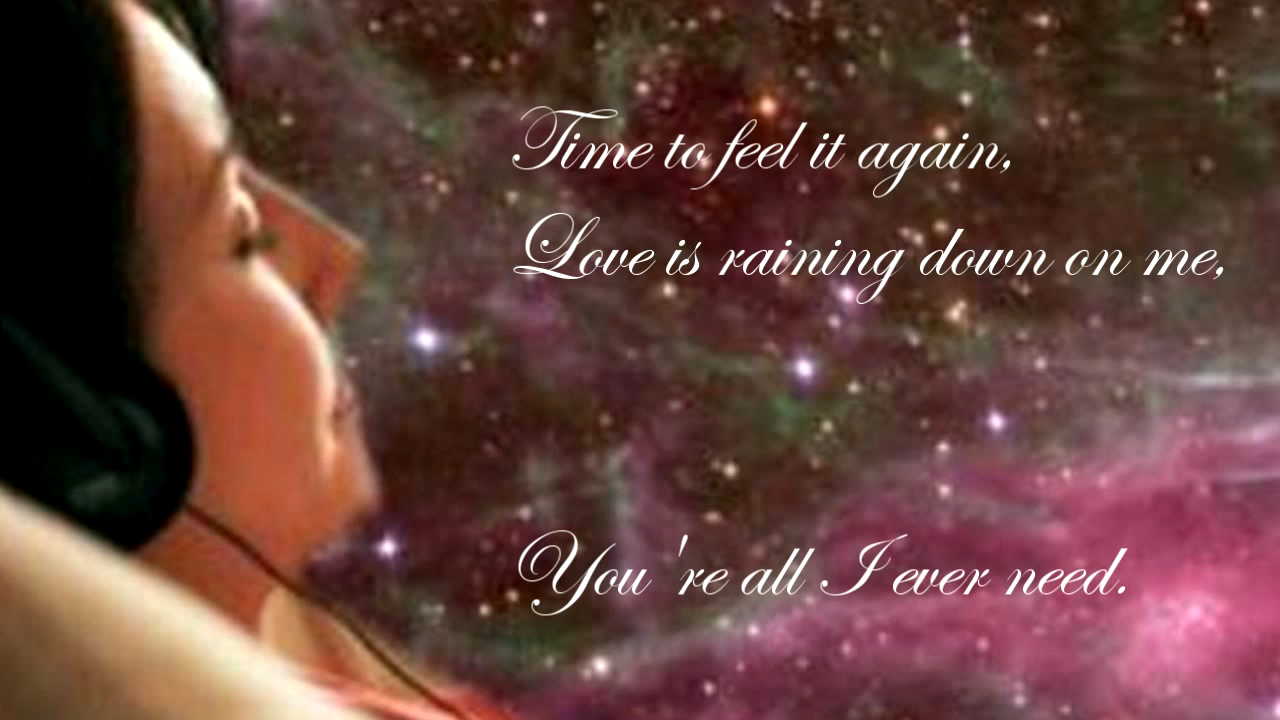 Time to feel it again,
Love is raining down on me,
You're all I ever need.